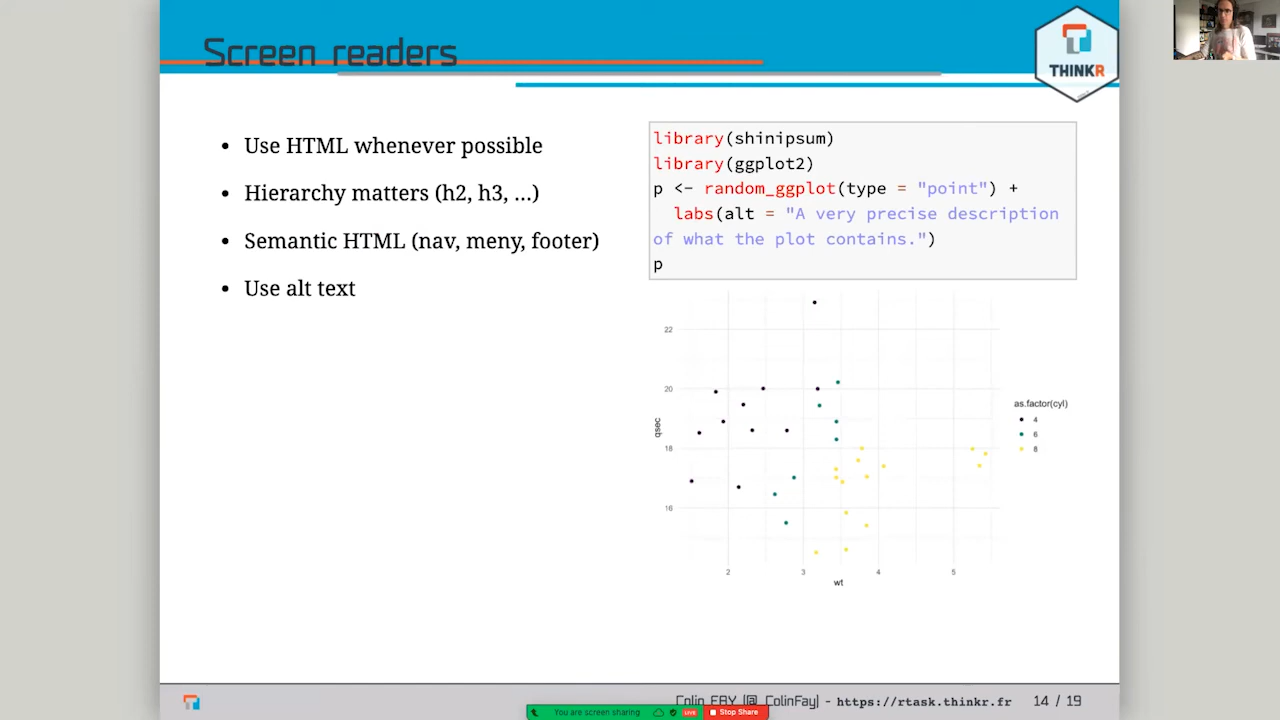 Screen readers
THINKR
• Use HTML whenever possible
• Hierarchy matters (h2, h3, ...)
• Semantic HTML (nav, meny, footer)
• Use alt text
library(shinipsum)
library(ggplot2)
p <- random_ggplot(type = "point") +
labs(alt = "A very precise description
of what the plot contains.")
p
22
20
18
16
qsec
2 3 4 5
wt
as.factor(cyl)
4
6
8
Colin FAY (@_ColinFay) - https://rtask.thinkr.fr 14 / 19
You are screen sharing LIVE Stop Share